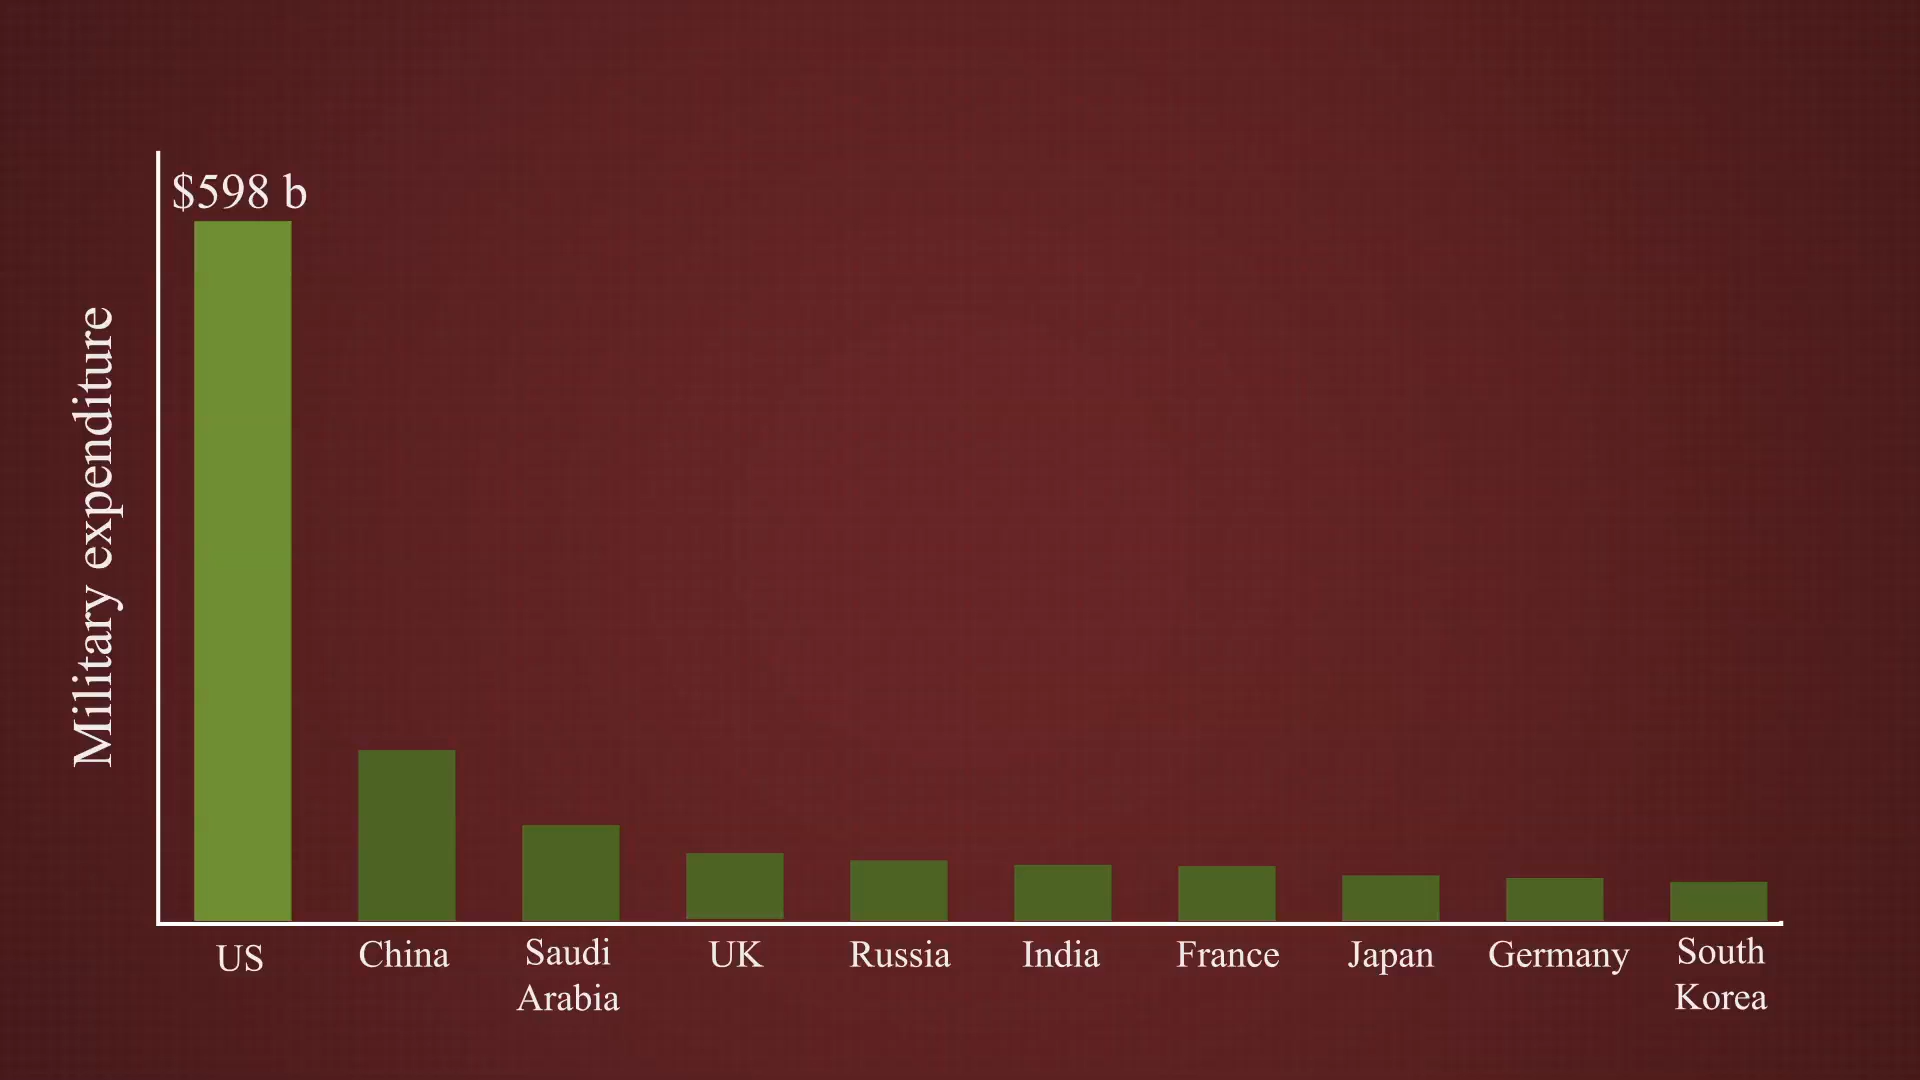 $598 b
Military expenditure
US
China
Saudi
Arabia
UK
Russia
India
France
Japan
Germany
South
Korea